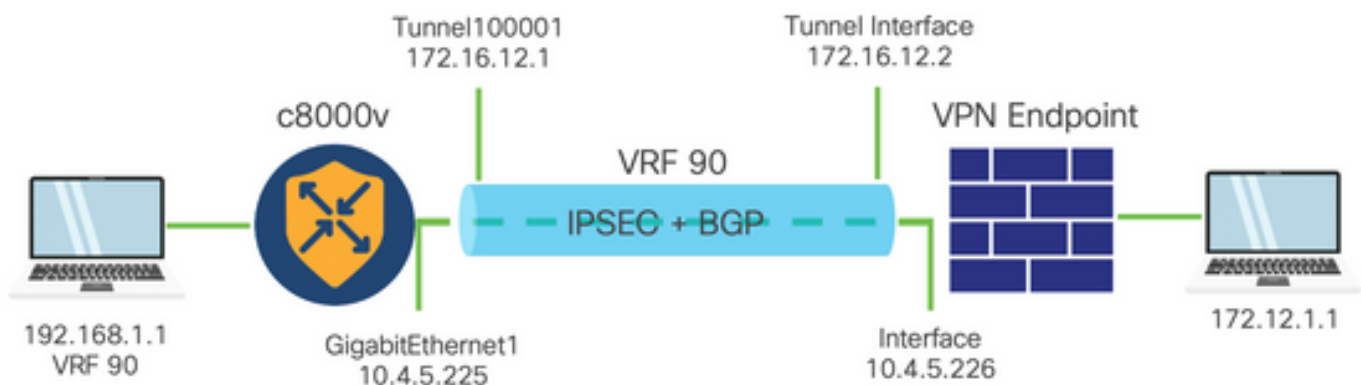 Tunnel100001
172.16.12.1
Tunnel Interface
172.16.12.2
c8000v
VPN Endpoint
VRF 90
IPSEC + BGP
192.168.1.1
VRF 90
GigabitEthernet1
10.4.5.225
Interface
10.4.5.226
172.12.1.1